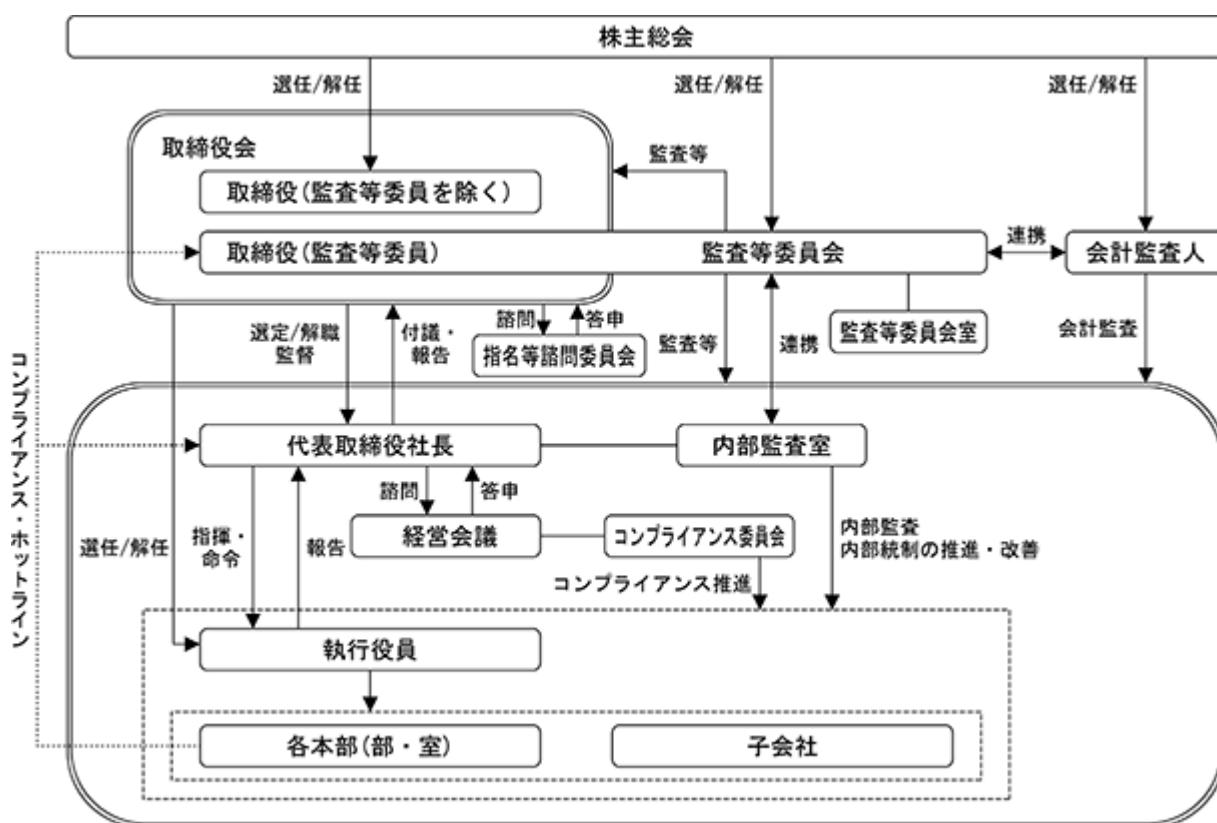 株主総会
選任/解任
選任/解任
選任/解任
取締役会
監査等
取締役(監査等委員を除く)
取締役(監査等委員)
監査等委員会
連携
会計監査人
選定/解職
監督
付議・
報告
諮問
答申
指名等諮問委員会
監査等
連携
監査等委員会室
会計監査
コンプライアンス・ホットライン
代表取締役社長
内部監査室
諮問
答申
選任/解任
指揮・
命令
報告
経営会議
コンプライアンス委員会
内部監査
内部統制の推進・改善
コンプライアンス推進
執行役員
各本部(部・室)
子会社